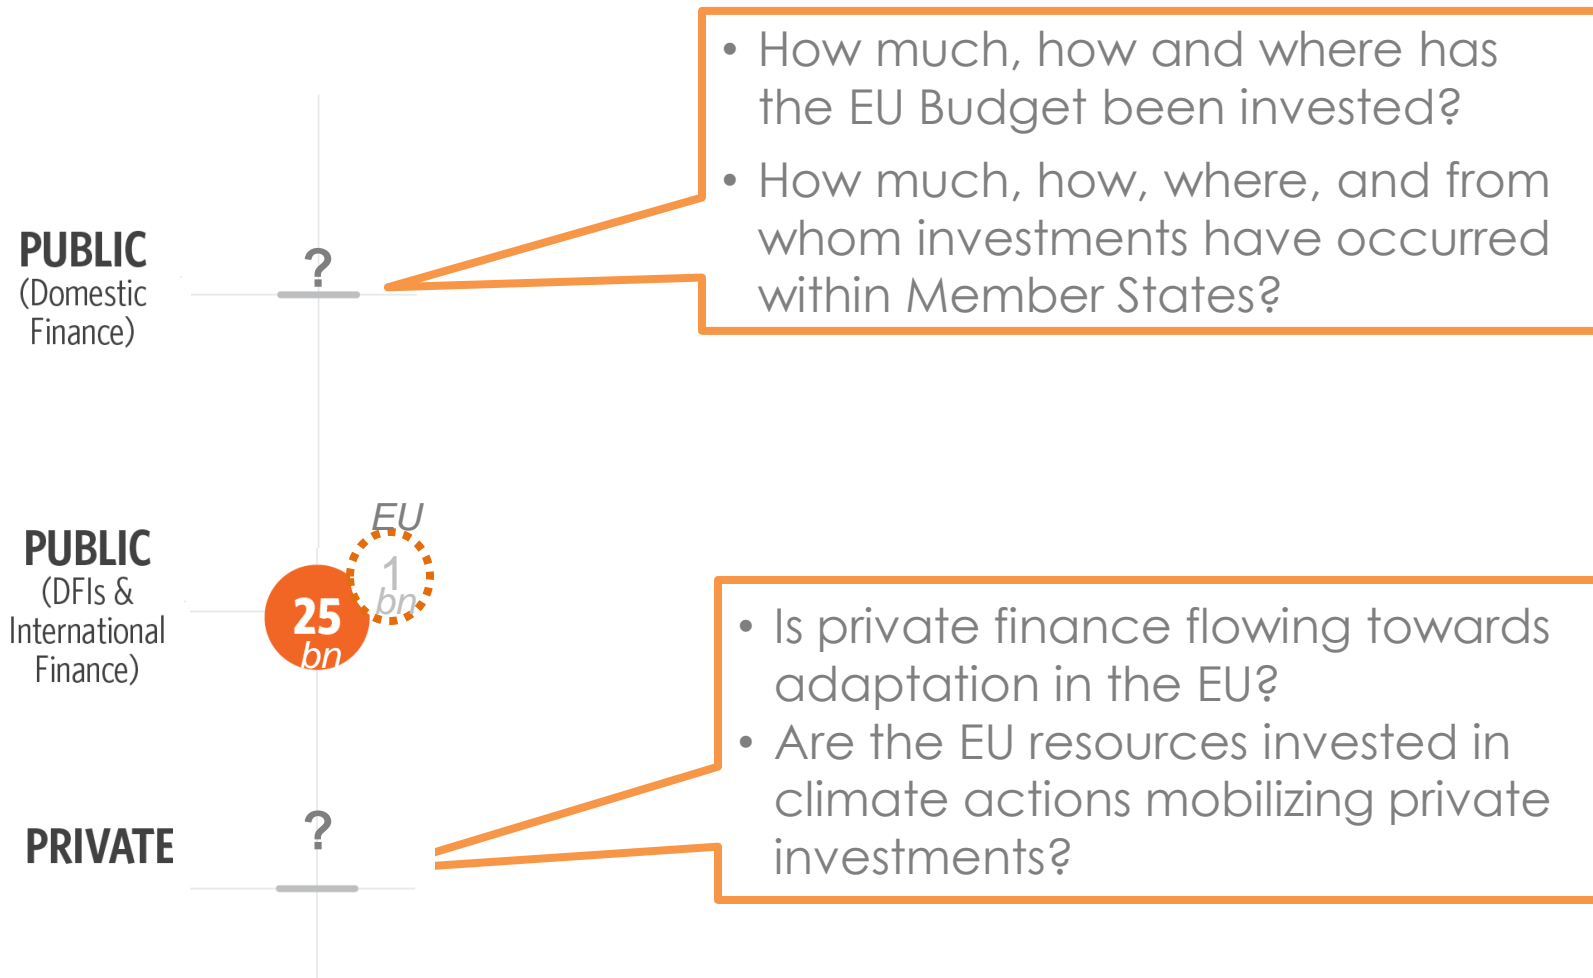 • How much, how and where has
the EU Budget been invested?
• How much, how, where, and from
whom investments have occurred
within Member States?
PUBLIC
(Domestic
Finance)
?
PUBLIC
(DFIs &
International
Finance)
EU
1
bn
25
bn
• Is private finance flowing towards
adaptation in the EU?
• Are the EU resources invested in
climate actions mobilizing private
investments?
PRIVATE
?